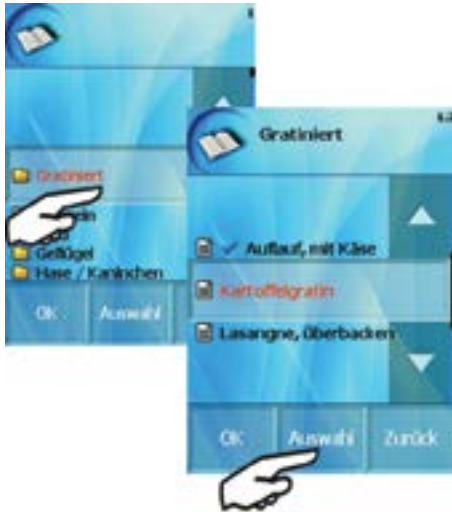 Gratiniert
Geflügel
Hase / Kaninchen
OK Auswahl
Gratiniert
Auflauf, mit Käse
Kartoffelgratin
Lasangne, überbacken
OK Auswahl Zurück